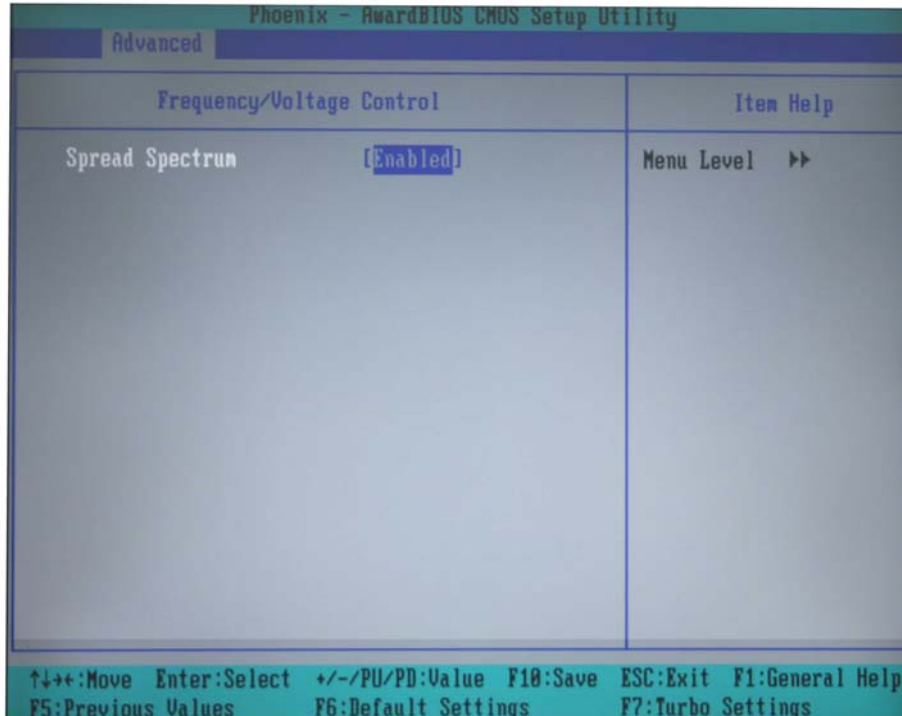 Phoenix - AwardBIOS CMOS Setup Utility
Advanced
Frequency/Voltage Control
Item Help
Spread Spectrum [Enabled]
Menu Level ▸▸
↑↓→←:Move Enter:Select +/-/PU/PD:Value F10:Save ESC:Exit F1:General Help
F5:Previous Values F6:Default Settings F7:Turbo Settings